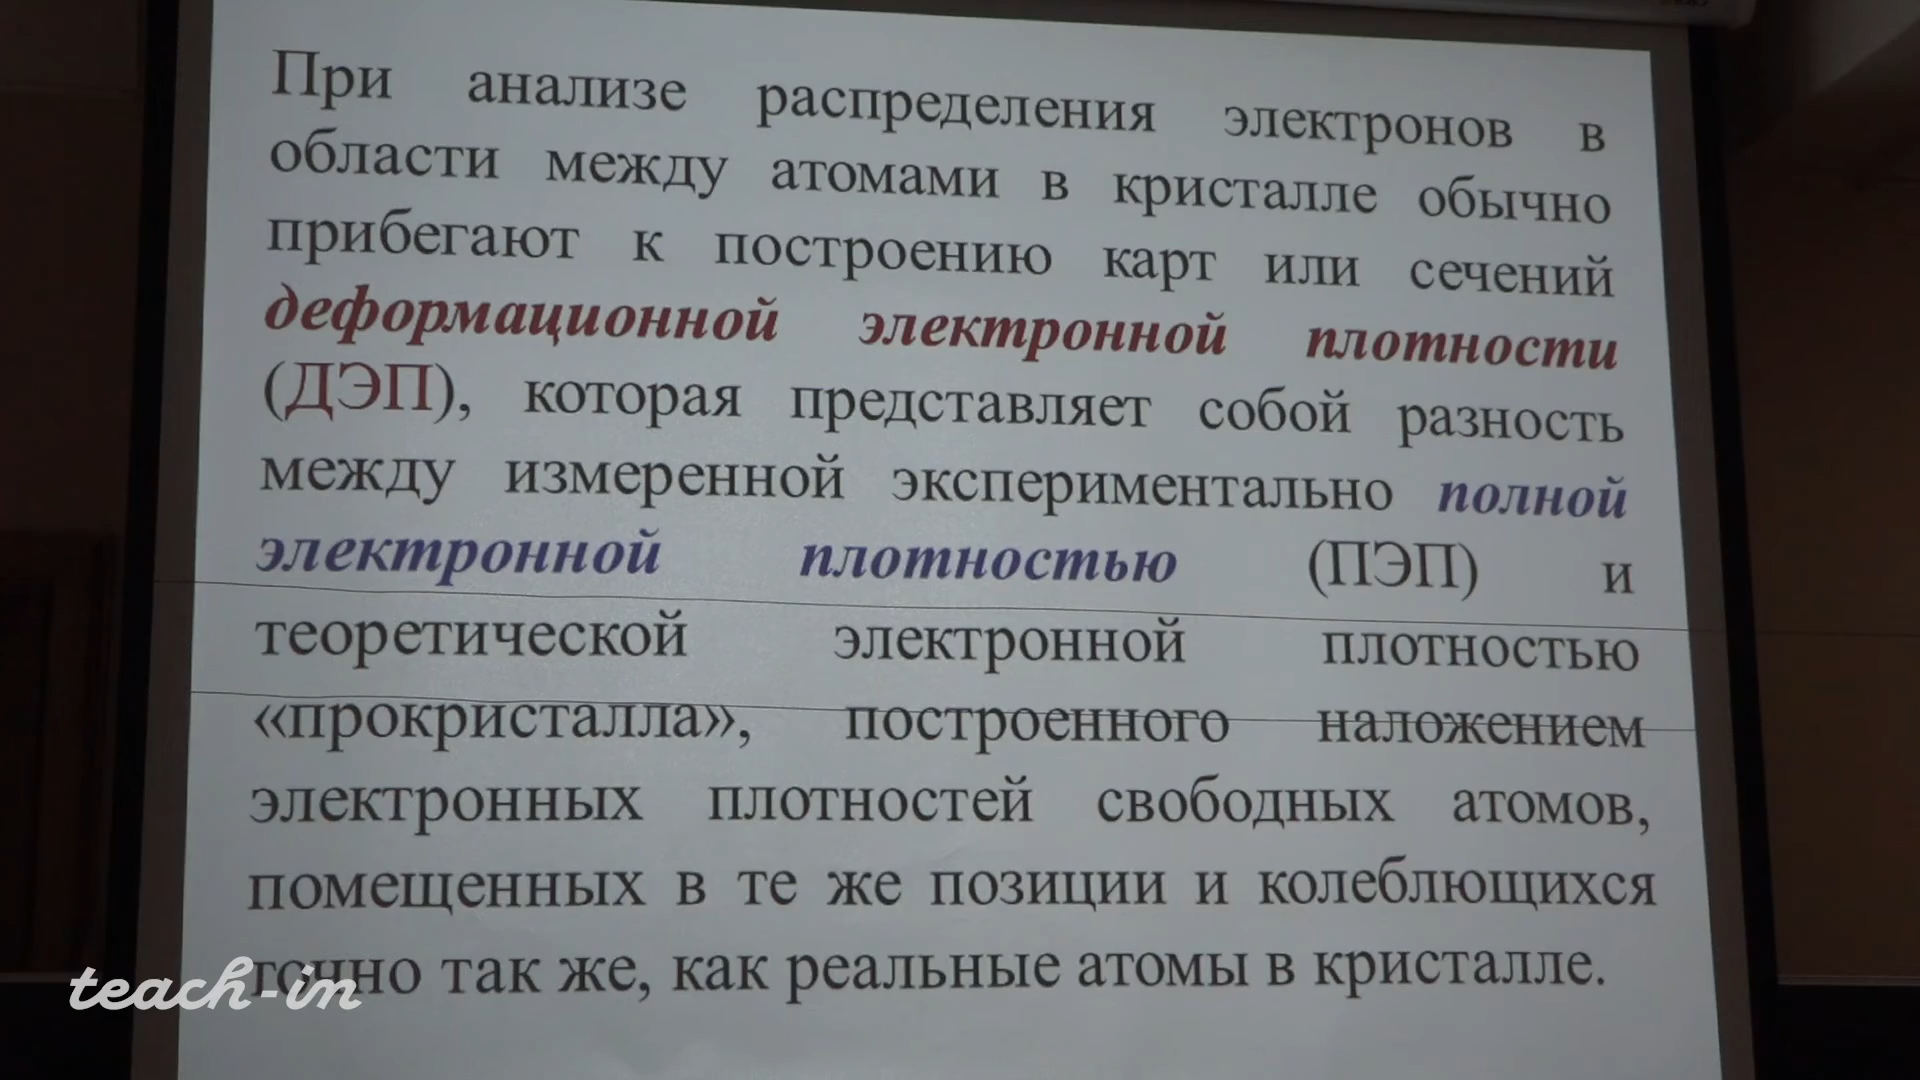 При анализе распределения электронов в
области между атомами в кристалле обычно
прибегают к построению карт или сечений
деформационной электронной плотности
(ДЭП), которая представляет собой разность
между измеренной экспериментально полной
электронной плотностью (ПЭП) и
теоретической электронной плотностью
«прокристалла», построенного наложением
электронных плотностей свободных атомов,
помещенных в те же позиции и колеблющихся
точно так же, как реальные атомы в кристалле.
teach-in